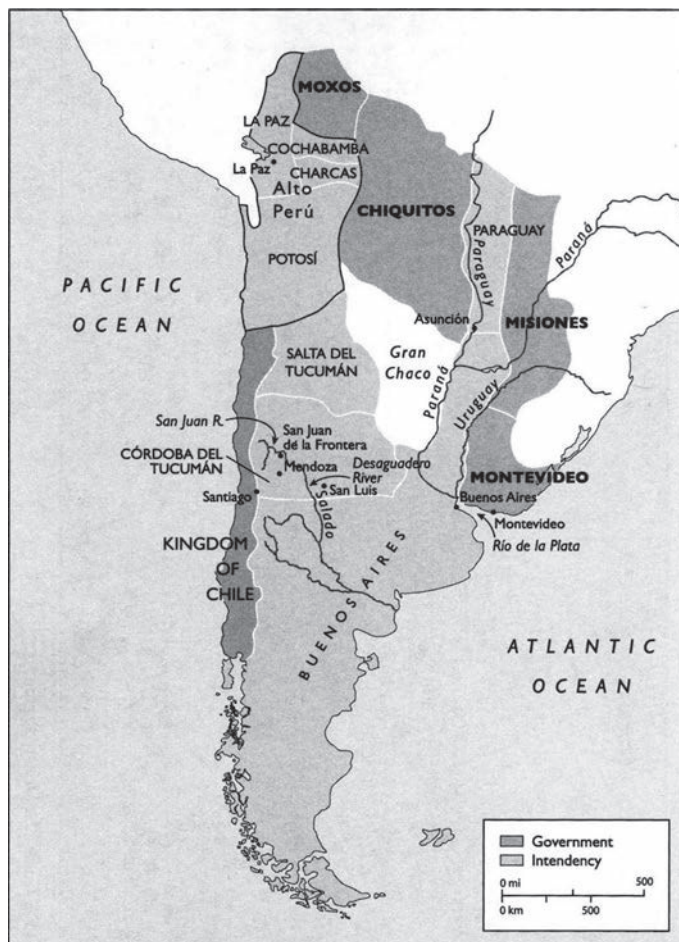 MOXOS
LA PAZ
COCHABAMBA
La Paz
CHARCAS
Alto
Perú
CHIQUITOS
PARAGUAY
Paraguay
Paraná
POTOSÍ
PACIFIC
OCEAN
Asunción
MISIONES
SALTA DEL
TUCUMÁN
Gran
Chaco
Paraná
Uruguay
San Juan R.
San Juan
de la Frontera
CÓRDOBA DEL
TUCUMÁN
Mendoza
Desaguadero
River
San Luis
MONTEVIDEO
Santiago
Salado
Buenos Aires
Montevideo
Río de la Plata
KINGDOM
OF
CHILE
BUENOS AIRES
ATLANTIC
OCEAN
Government
Intendency
0 mi 500
0 km 500